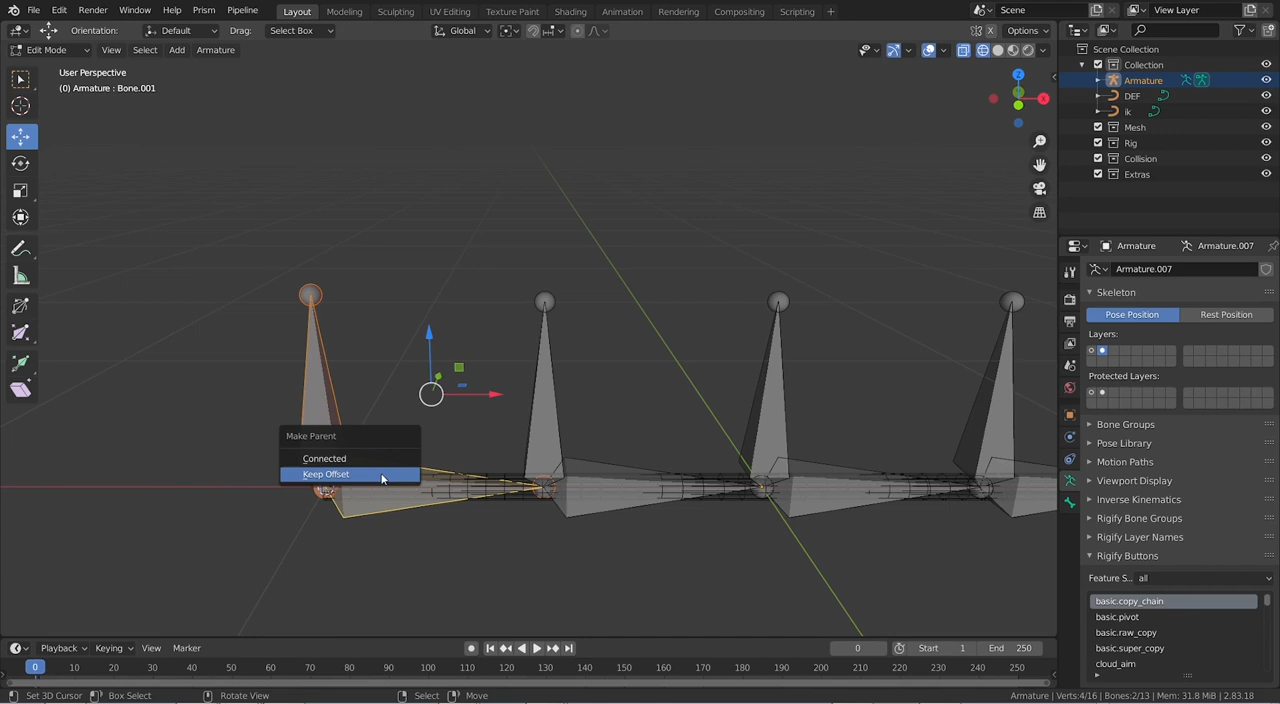 File Edit Render Window Help Prism Pipeline Layout Modeling Sculpting UV Editing Texture Paint Shading Animation Rendering Compositing Scripting + Scene View Layer
Orientation: Default Drag: Select Box Global Options
Edit Mode View Select Add Armature
User Perspective
(0) Armature : Bone.001
Z
X
Make Parent
Connected
Keep Offset
Scene Collection
Collection
Armature
DEF
ik
Mesh
Rig
Collision
Extras
Armature Armature.007
Armature.007
Skeleton
Pose Position Rest Position
Layers:
Protected Layers:
Bone Groups
Pose Library
Motion Paths
Viewport Display
Inverse Kinematics
Rigify Bone Groups
Rigify Layer Names
Rigify Buttons
Feature S... all
basic.copy_chain
basic.pivot
basic.raw_copy
basic.super_copy
cloud_aim
Playback Keying View Marker 0 Start 1 End 250
0 10 20 30 40 50 60 70 80 90 100 110 120 130 140 150 160 170 180 190 200 210 220 230 240 250
Set 3D Cursor Box Select Rotate View Select Move Armature | Verts:4/16 | Bones:2/13 | Mem: 31.8 MiB | 2.83.18